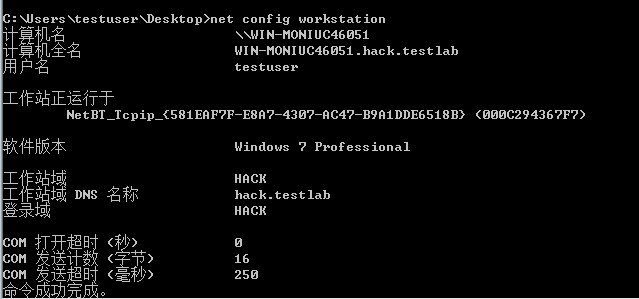 C:\Users\testuser\Desktop>net config workstation
计算机名 \\WIN-MONIUC46051
计算机全名 WIN-MONIUC46051.hack.testlab
用户名 testuser
工作站正运行于
NetBT_Tcpip_{581EAF7F-E8A7-4307-AC47-B9A1DDE6518B} (000C294367F7)
软件版本 Windows 7 Professional
工作站域 HACK
工作站域 DNS 名称 hack.testlab
登录域 HACK
COM 打开超时 (秒) 0
COM 发送计数 (字节) 16
COM 发送超时 (毫秒) 250
命令成功完成。